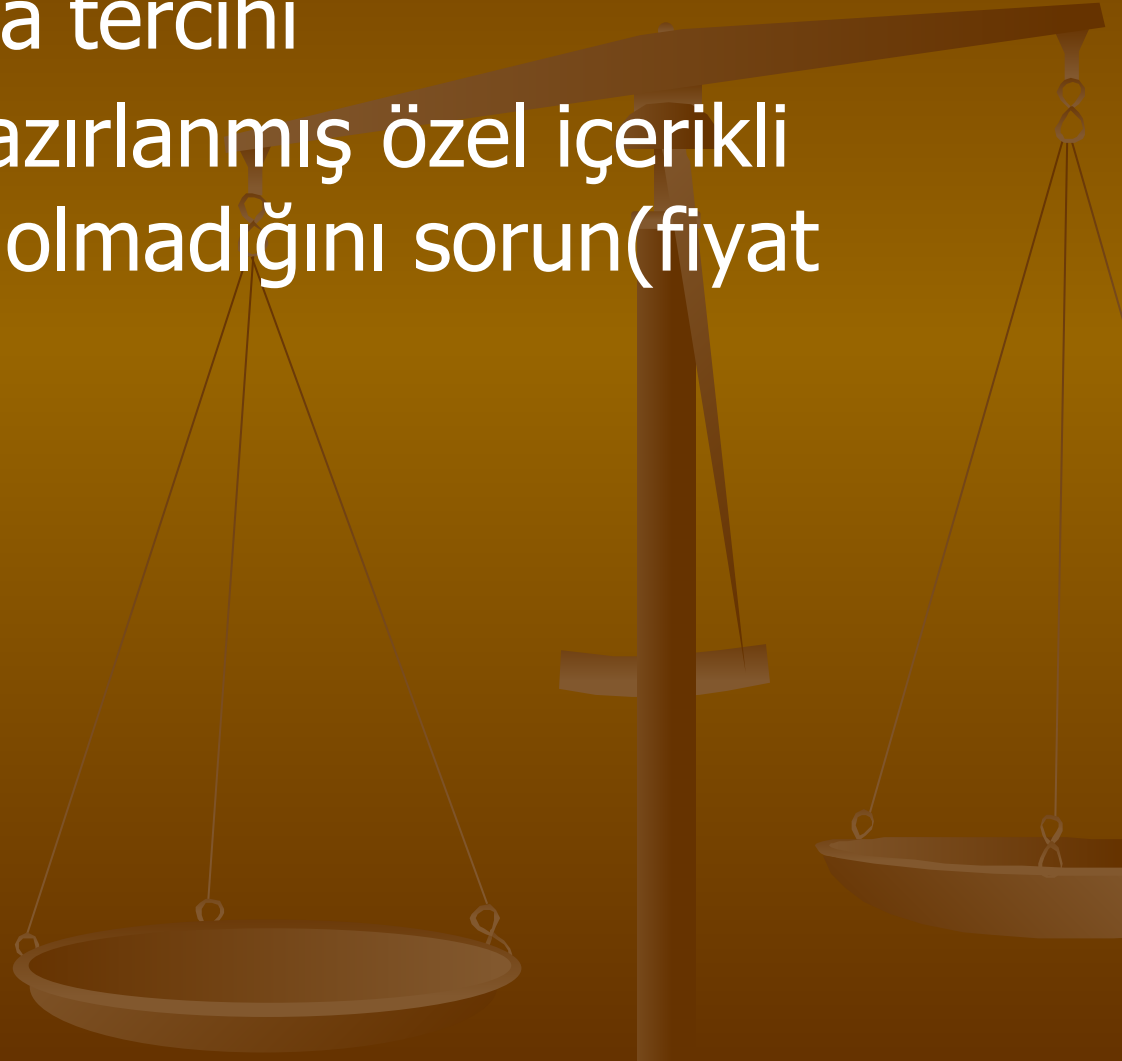 a tercihi
azırlanmış özel içerikli
olmadığını sorun(fiyat